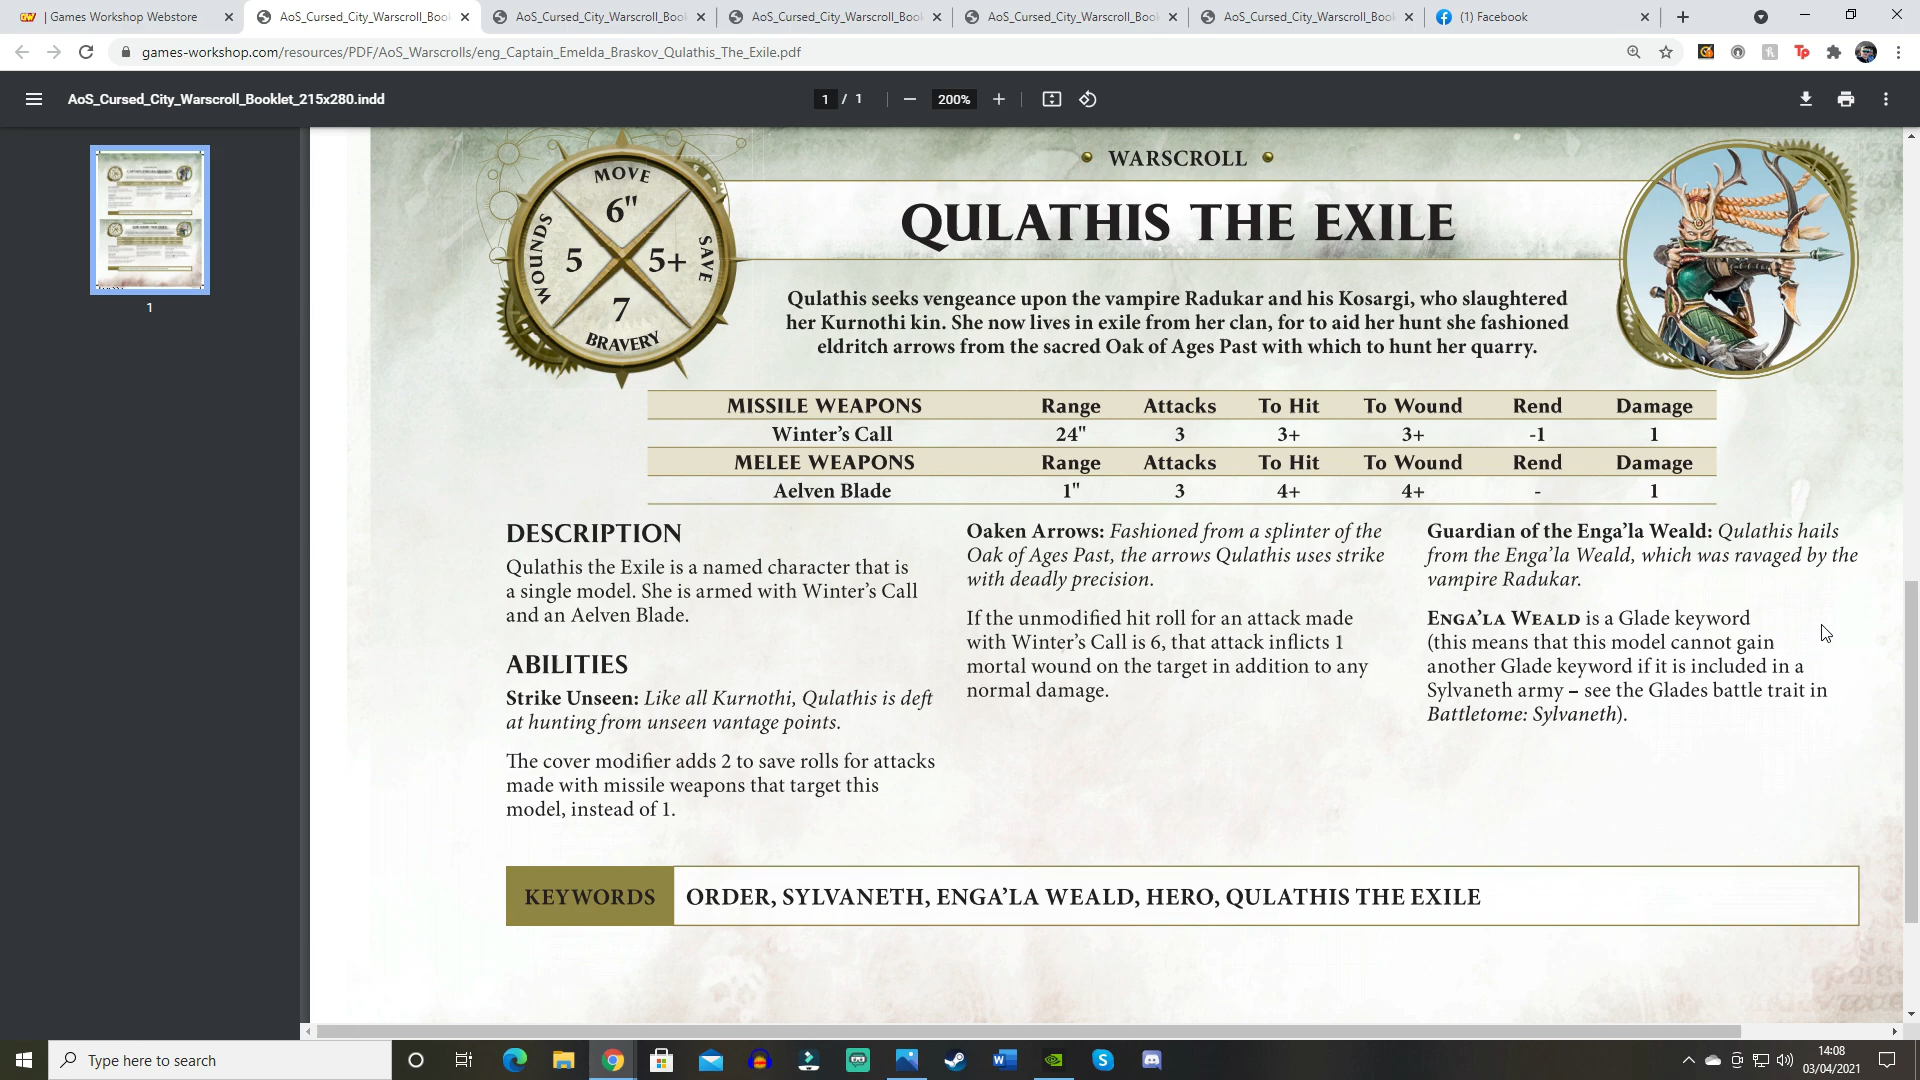 | Games Workshop Webstore
AoS_Cursed_City_Warscroll_Book
AoS_Cursed_City_Warscroll_Book
AoS_Cursed_City_Warscroll_Book
AoS_Cursed_City_Warscroll_Book
AoS_Cursed_City_Warscroll_Book
(1) Facebook
games-workshop.com/resources/PDF/AoS_Warscrolls/eng_Captain_Emelda_Braskov_Qulathis_The_Exile.pdf
AoS_Cursed_City_Warscroll_Booklet_215x280.indd
1 / 1
200%
1
WARSCROLL
QULATHIS THE EXILE
MOVE
6"
WOUNDS
5
5+
SAVE
7
BRAVERY
Qulathis seeks vengeance upon the vampire Radukar and his Kosargi, who slaughtered
her Kurnothi kin. She now lives in exile from her clan, for to aid her hunt she fashioned
eldritch arrows from the sacred Oak of Ages Past with which to hunt her quarry.
MISSILE WEAPONS Range Attacks To Hit To Wound Rend Damage
Winter's Call 24" 3 3+ 3+ -1 1
MELEE WEAPONS Range Attacks To Hit To Wound Rend Damage
Aelven Blade 1" 3 4+ 4+ - 1
DESCRIPTION
Qulathis the Exile is a named character that is
a single model. She is armed with Winter's Call
and an Aelven Blade.
ABILITIES
Strike Unseen: Like all Kurnothi, Qulathis is deft
at hunting from unseen vantage points.
The cover modifier adds 2 to save rolls for attacks
made with missile weapons that target this
model, instead of 1.
Oaken Arrows: Fashioned from a splinter of the
Oak of Ages Past, the arrows Qulathis uses strike
with deadly precision.
If the unmodified hit roll for an attack made
with Winter's Call is 6, that attack inflicts 1
mortal wound on the target in addition to any
normal damage.
Guardian of the Enga'la Weald: Qulathis hails
from the Enga'la Weald, which was ravaged by the
vampire Radukar.
ENGA'LA WEALD is a Glade keyword
(this means that this model cannot gain
another Glade keyword if it is included in a
Sylvaneth army – see the Glades battle trait in
Battletome: Sylvaneth).
KEYWORDS ORDER, SYLVANETH, ENGA'LA WEALD, HERO, QULATHIS THE EXILE
Type here to search
14:08
03/04/2021